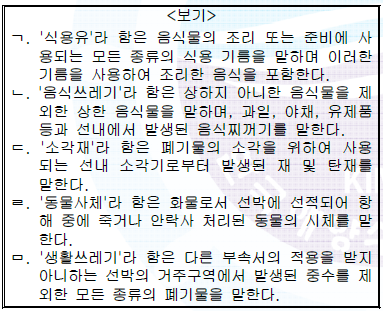 <보기>
ㄱ. '식용유'라 함은 음식물의 조리 또는 준비에 사
용되는 모든 종류의 식용 기름을 말하며 이러한
기름을 사용하여 조리한 음식을 포함한다.
ㄴ. '음식쓰레기'라 함은 상하지 아니한 음식물을 제
외한 상한 음식물을 말하며, 과일, 야채, 유제품
등과 선내에서 발생된 음식찌꺼기를 말한다.
ㄷ. '소각재'라 함은 폐기물의 소각을 위하여 사용
되는 선내 소각기로부터 발생된 재 및 탄재를
말한다.
ㄹ. '동물사체'라 함은 화물로서 선박에 선적되어 항
해 중에 죽거나 안락사 처리된 동물의 시체를 말
한다.
ㅁ. '생활쓰레기'라 함은 다른 부속서의 적용을 받지
아니하는 선박의 거주구역에서 발생된 중수를 제
외한 모든 종류의 폐기물을 말한다.